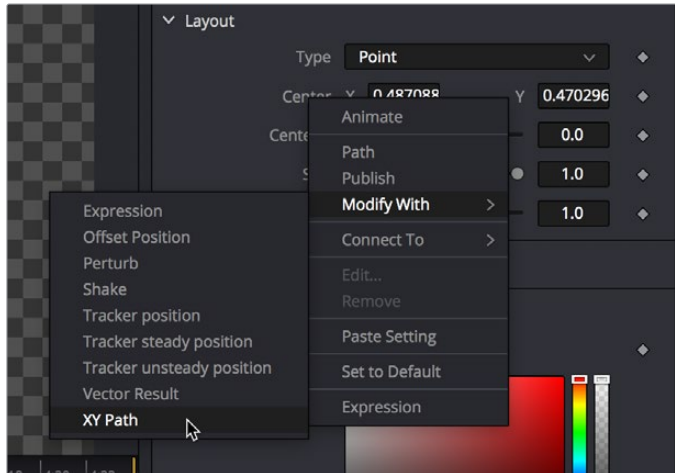 Layout
Type Point
Center X 0.487088 Y 0.470296
Animate
Cente 0.0
Path
S 1.0
Publish
Modify With 1.0
Expression
Offset Position
Connect To
Perturb
Edit...
Shake
Remove
Tracker position
Tracker steady position
Paste Setting
Tracker unsteady position
Set to Default
Vector Result
Expression
XY Path